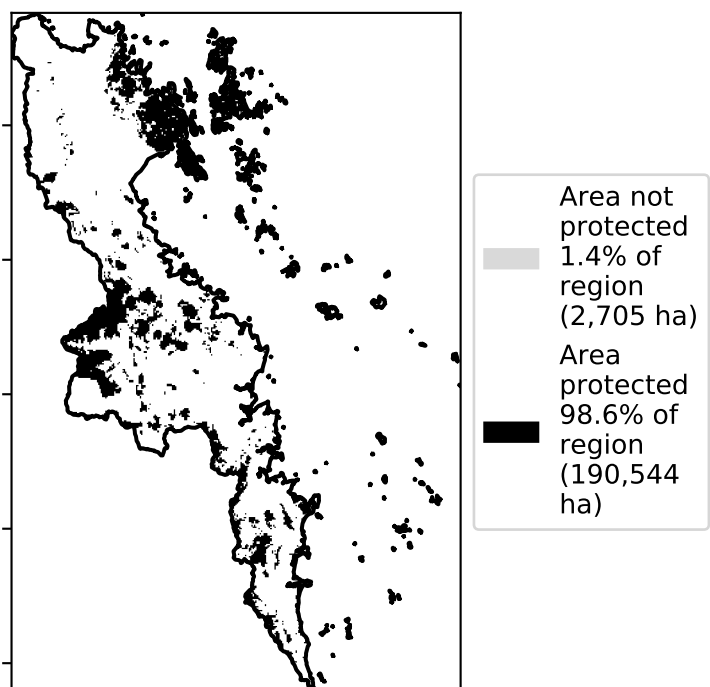 Area not
protected
1.4% of
region
(2,705 ha)
Area
protected
98.6% of
region
(190,544
ha)